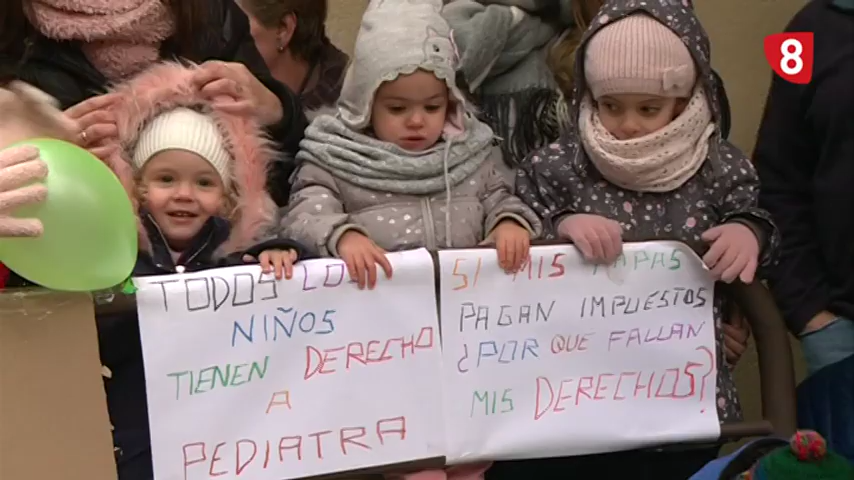 8
TODOS LOS
NIÑOS
TIENEN DERECHO
A
PEDIATRA
SI MIS PAPAS
PAGAN IMPUESTOS
¿POR QUE FALLAN
MIS DERECHOS?